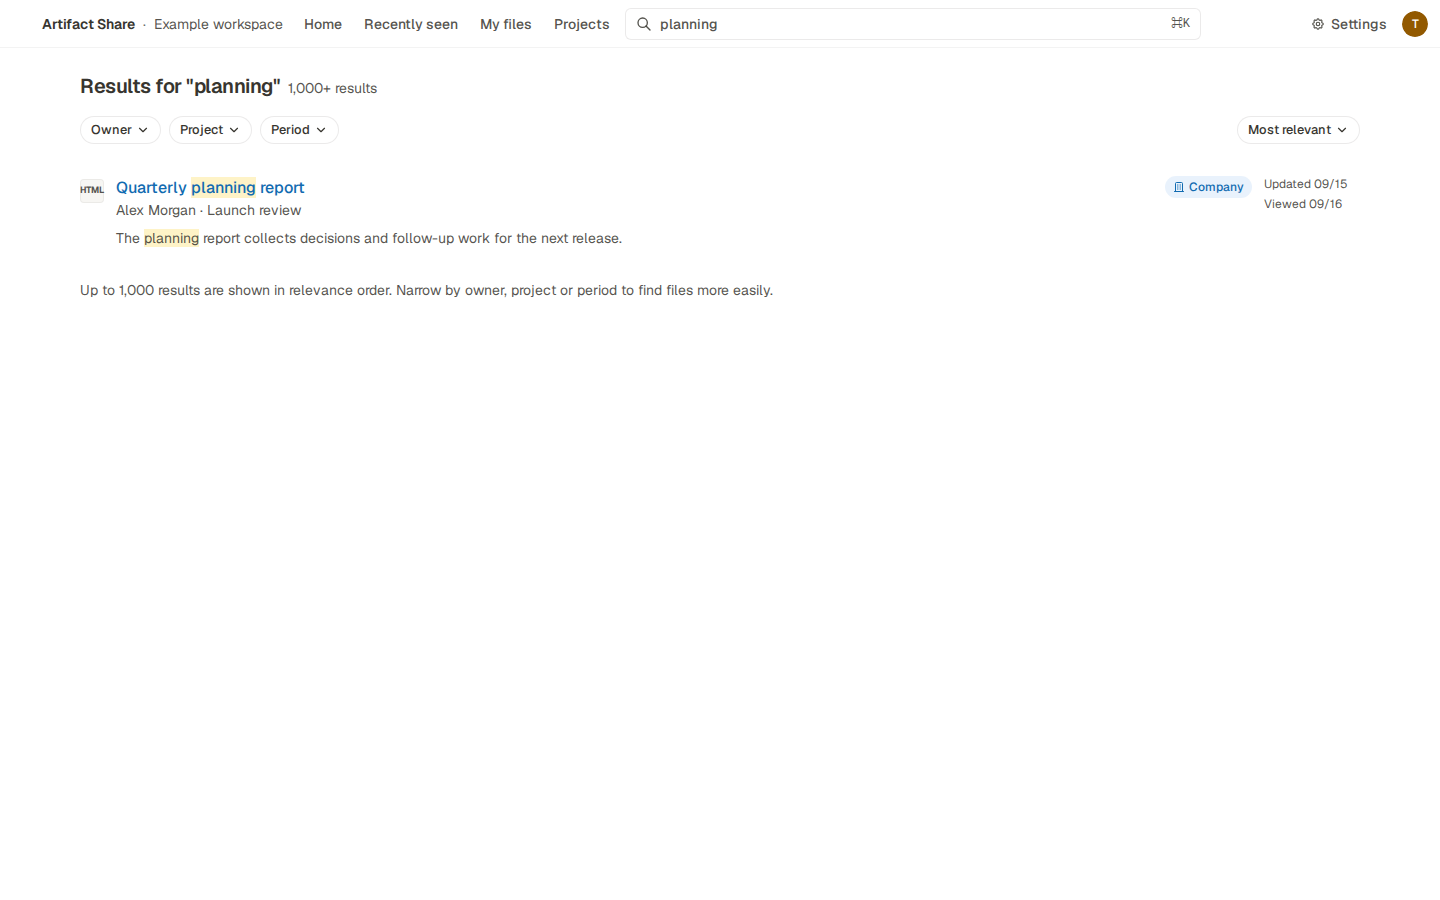 Artifact Share · Example workspace Home Recently seen My files Projects planning ⌘K Settings T
Results for "planning" 1,000+ results
Owner Project Period Most relevant
HTML Quarterly planning report Company Updated 09/15
Alex Morgan · Launch review Viewed 09/16
The planning report collects decisions and follow-up work for the next release.
Up to 1,000 results are shown in relevance order. Narrow by owner, project or period to find files more easily.